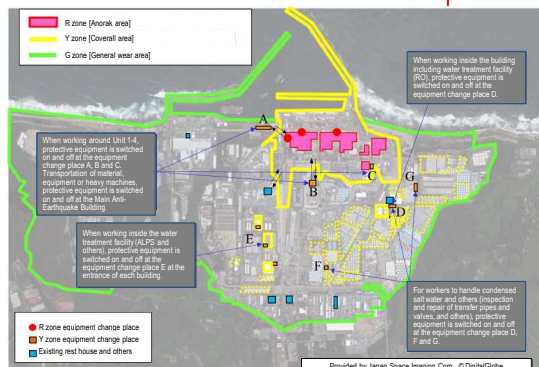 R zone [Anorak area]
Y zone [Coverall area]
G zone [General wear area]
When working inside the building
including water treatment facility
(RO), protective equipment is
switched on and off at the
equipment change place D.
A
When working around Unit 1-4,
protective equipment is switched
on and off at the equipment
change place A, B and C.
Transportation of material,
equipment or heavy machines,
protective equipment is switched
on and off at the Main Anti-
Earthquake Building.
C
G
B
D
When working inside the water
treatment facility (ALPS and
others), protective equipment is
switched on and off at the
equipment change place E at the
entrance of each building.
E
F
For workers to handle condensed
salt water and others (inspection
and repair of transfer pipes and
valves, and others), protective
equipment is switched on and off
at the equipment change place D,
F and G.
R zone equipment change place
Y zone equipment change place
Existing rest house and others
Provided by Japan Space Imaging Com., © DigitalGlobe